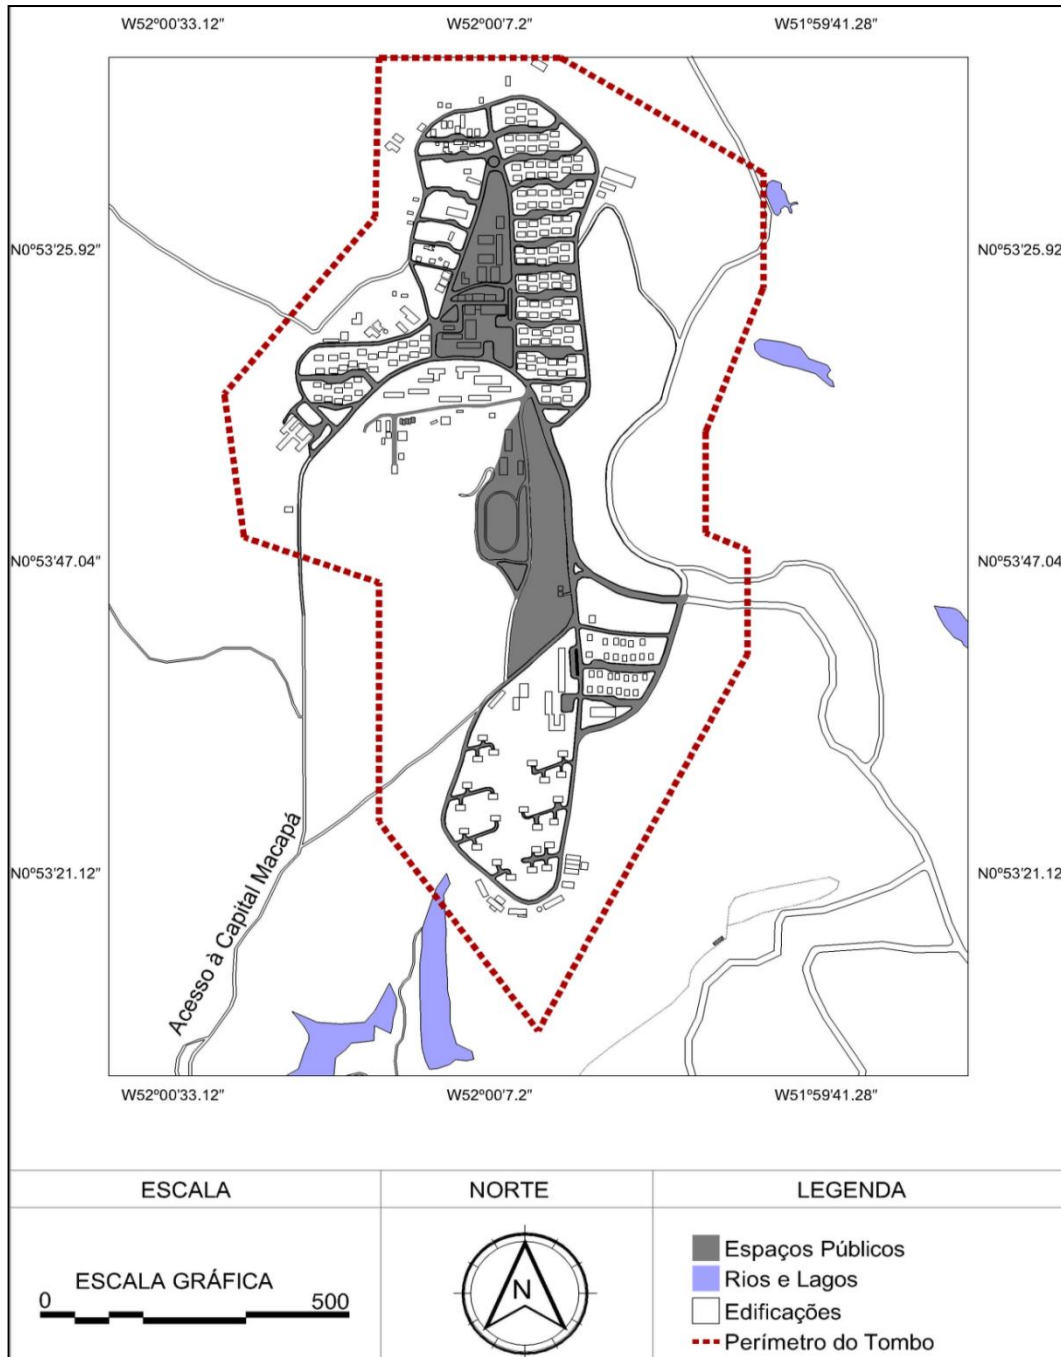 W52º00'33.12" W52º00'7.2" W51º59'41.28"
N0º53'25.92" N0º53'25.92"
N0º53'47.04" N0º53'47.04"
N0º53'21.12" N0º53'21.12"
Acesso à Capital Macapá
W52º00'33.12" W52º00'7.2" W51º59'41.28"
ESCALA
ESCALA GRÁFICA
0 500
NORTE
N
LEGENDA
Espaços Públicos
Rios e Lagos
Edificações
Perímetro do Tombo